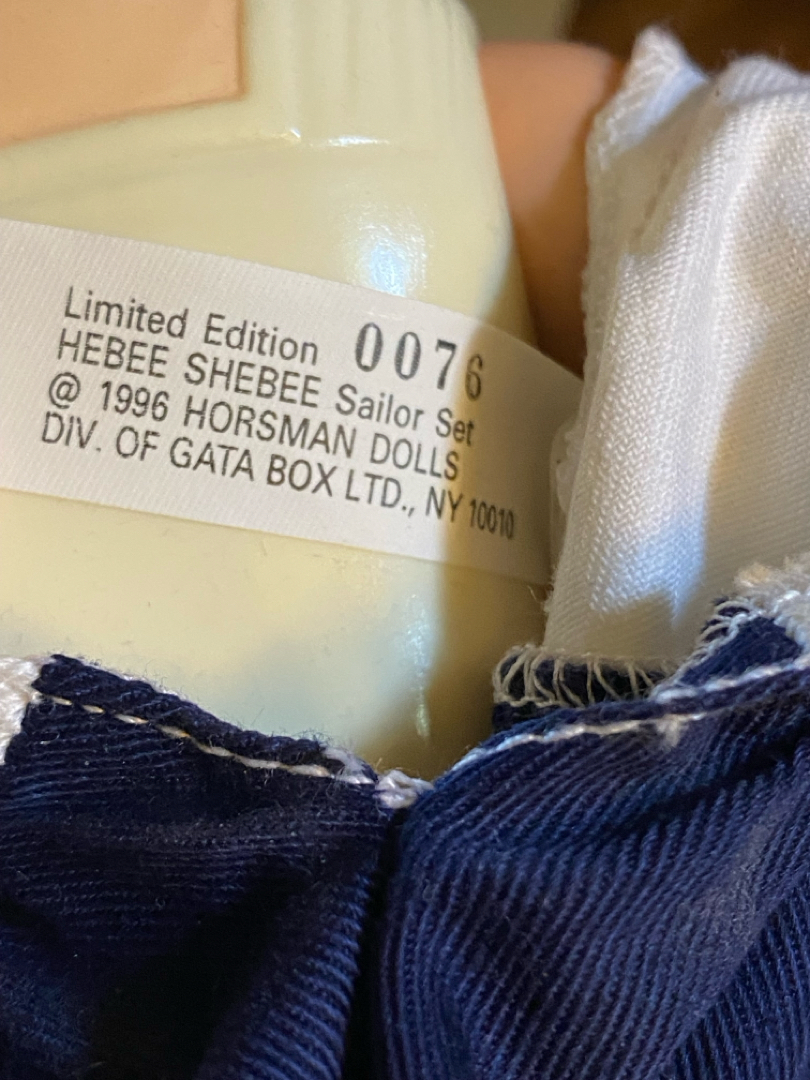 Limited Edition 0076
HEBEE SHEBEE Sailor Set
@ 1996 HORSMAN DOLLS
DIV. OF GATA BOX LTD., NY 10010